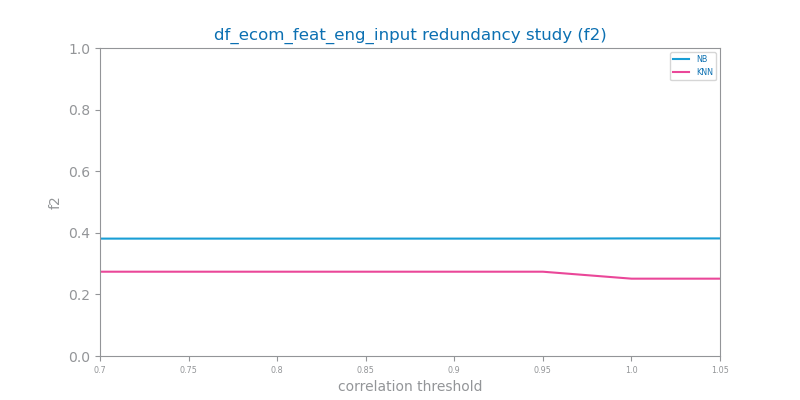 df_ecom_feat_eng_input redundancy study (f2)
1.0
0.8
0.6
0.4
0.2
0.0
f2
NB
KNN
0.7 0.75 0.8 0.85 0.9 0.95 1.0 1.05
correlation threshold